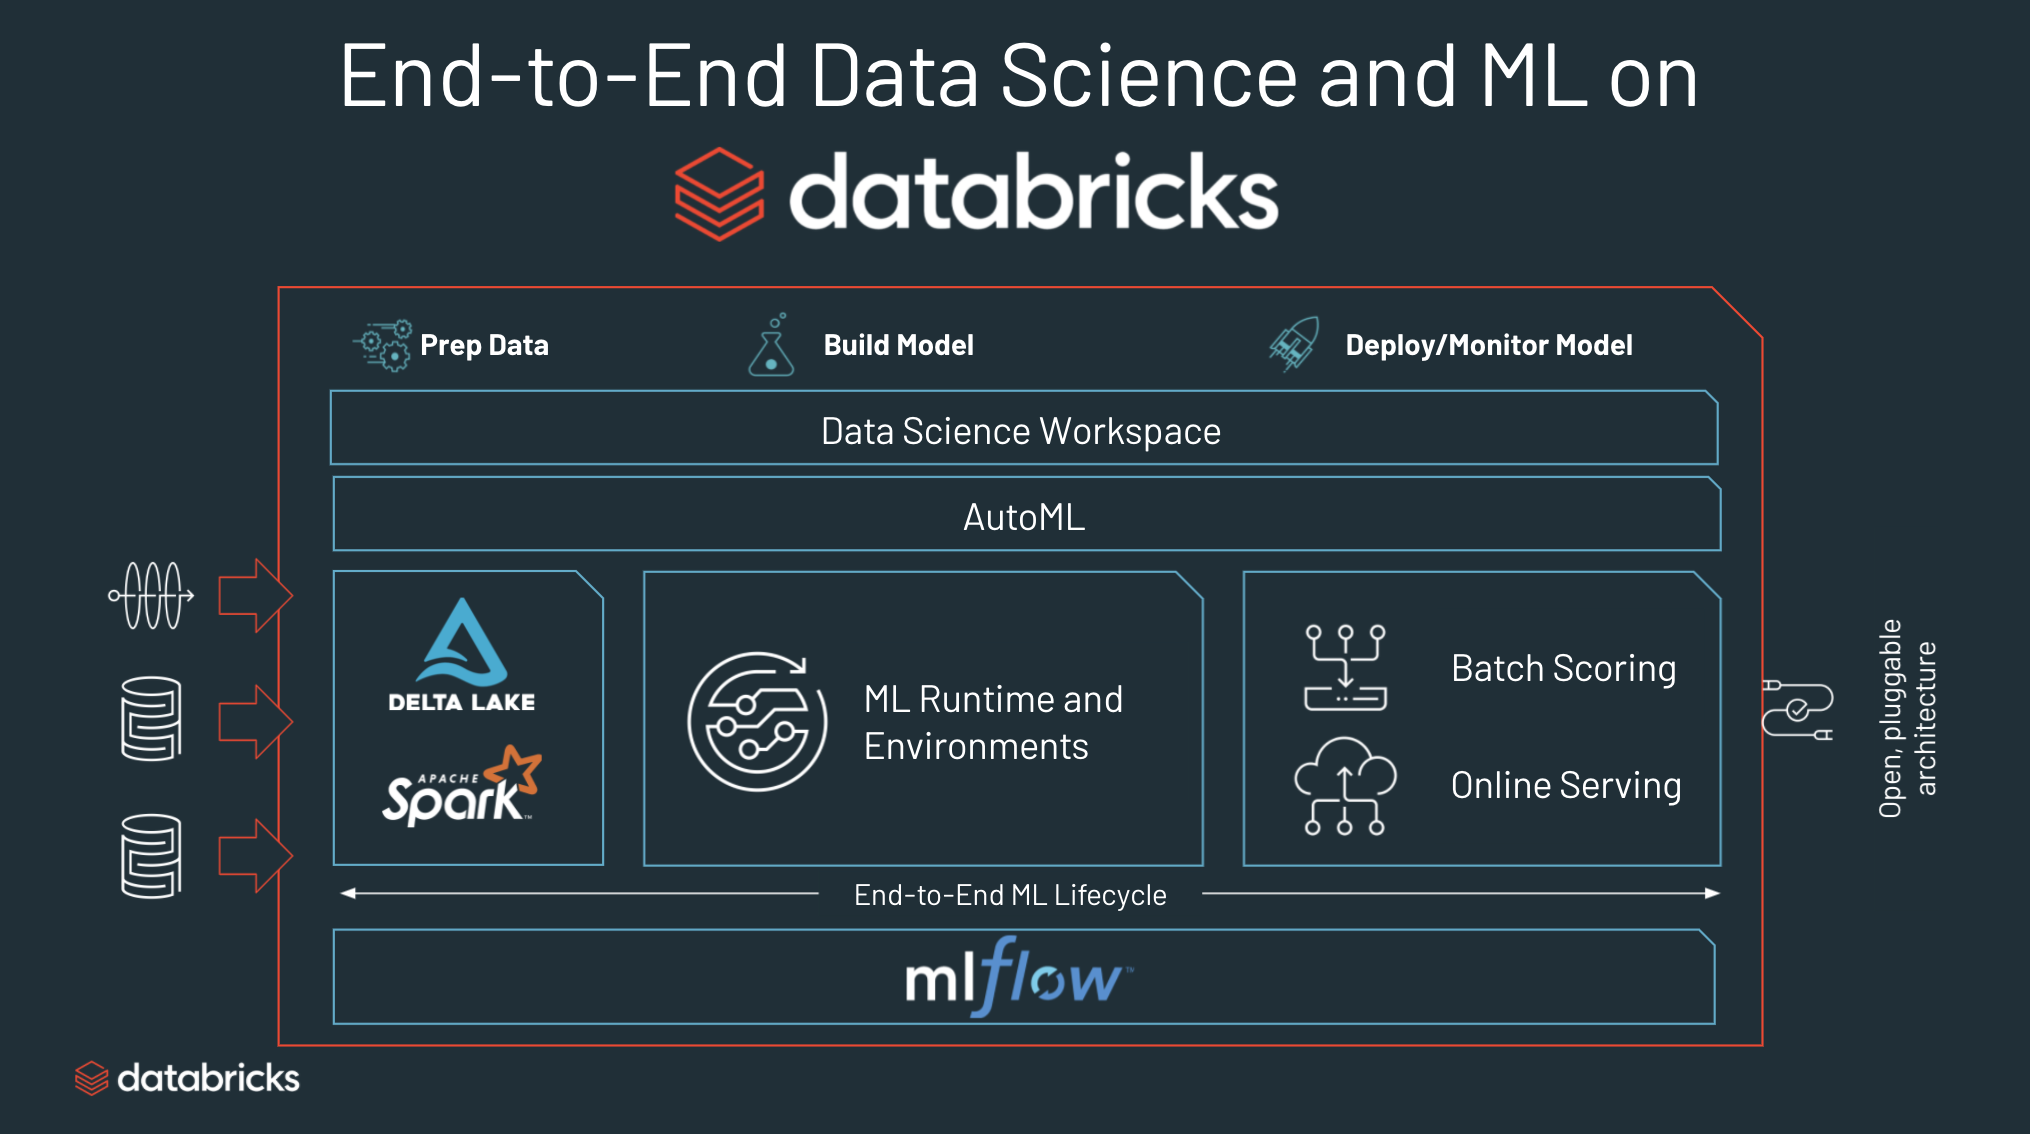 End-to-End Data Science and ML on
databricks
Prep Data
Build Model
Deploy/Monitor Model
Data Science Workspace
AutoML
DELTA LAKE
APACHE
Spark™
ML Runtime and
Environments
Batch Scoring
Online Serving
Open, pluggable
architecture
End-to-End ML Lifecycle
mlflow™
databricks